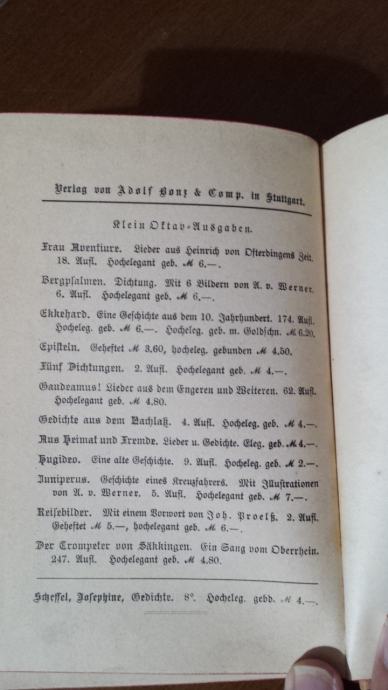 Verlag von Adolf Bonz & Comp. in Stuttgart.
Klein Oktav-Ausgaben.
Frau Aventiure. Lieder aus Heinrich von Ofterdingens Zeit.
18. Aufl. Hochelegant geb. M 6.—.
Bergpsalmen. Dichtung. Mit 6 Bildern von A. v. Werner.
6. Aufl. Hochelegant geb. M 6.—.
Ekkehard. Eine Geschichte aus dem 10. Jahrhundert. 174. Aufl.
Hocheleg. geb. M 6.—. Hocheleg. geb. m. Goldschn. M 6.20.
Episteln. Geheftet M 3,60, hocheleg. gebunden M 4,50.
Fünf Dichtungen. 2. Aufl. Hochelegant geb. M 4.—.
Gaudeamus! Lieder aus dem Engeren und Weiteren. 62. Aufl.
Hochelegant geb. M 4.80.
Gedichte aus dem Nachlaß. 4. Aufl. Hocheleg. geb. M 4.—.
Aus Heimat und Fremde. Lieder u. Gedichte. Eleg. geb. M 4.—.
Hugideo. Eine alte Geschichte. 9. Aufl. Hocheleg. geb. M 2.—.
Juniperus. Geschichte eines Kreuzfahrers. Mit Illustrationen
von A. v. Werner. 5. Aufl. Hochelegant geb. M 7.—.
Reisebilder. Mit einem Vorwort von Joh. Proelß. 2. Aufl.
Geheftet M 5.—, hochelegant geb. M 6.—.
Der Trompeter von Säkkingen. Ein Sang vom Oberrhein.
247. Aufl. Hochelegant geb. M 4.80.
Scheffel, Josephine, Gedichte. 8°. Hocheleg. gebd. M 4.—.